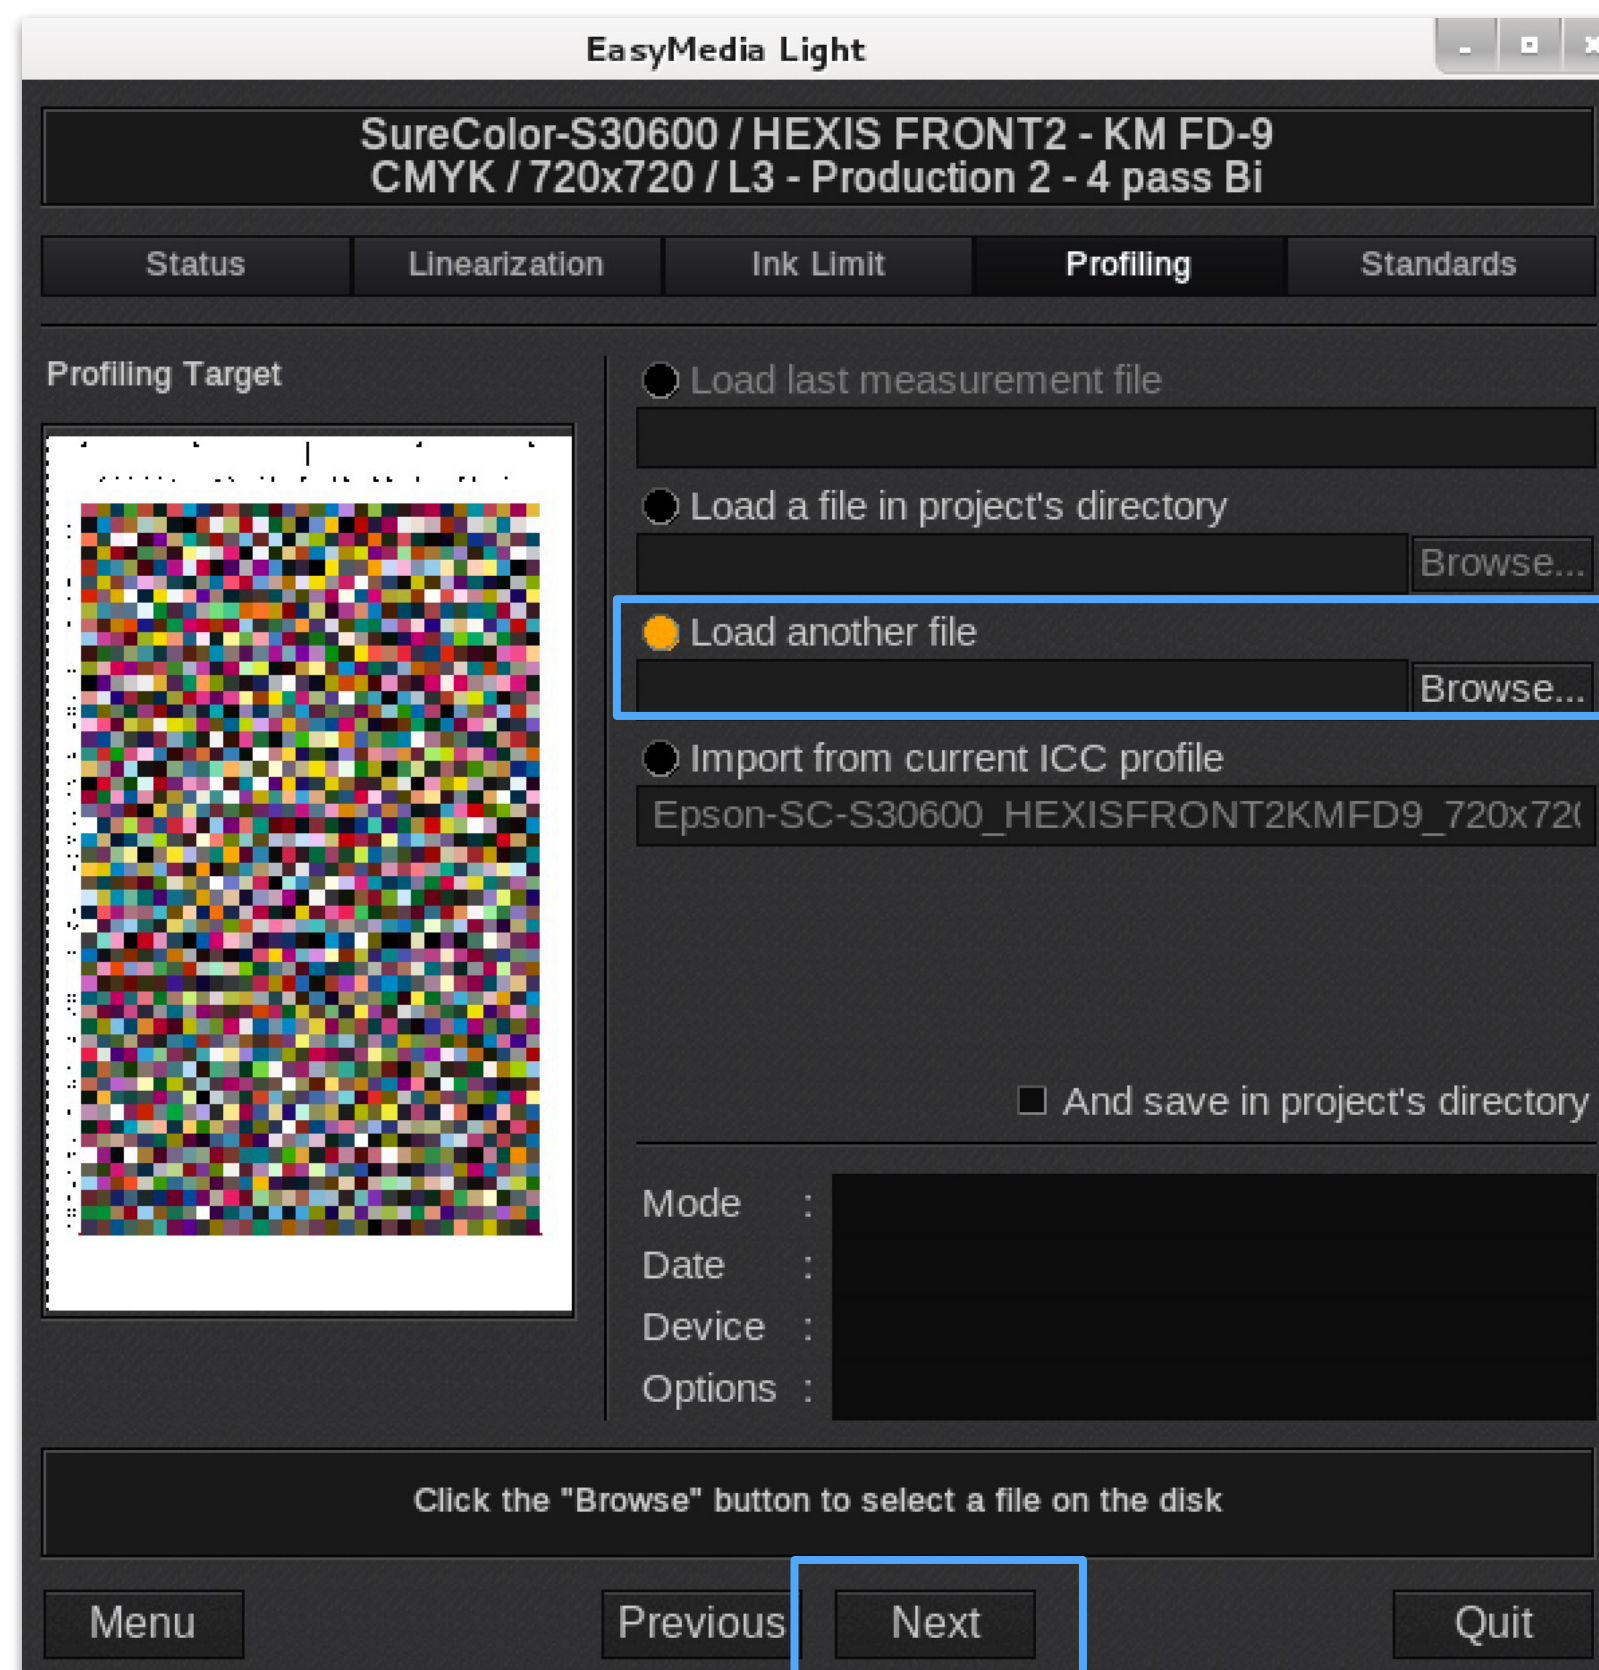 EasyMedia Light
SureColor-S30600 / HEXIS FRONT2 - KM FD-9
CMYK / 720x720 / L3 - Production 2 - 4 pass Bi
Status Linearization Ink Limit Profiling Standards
Profiling Target
Load last measurement file
Load a file in project's directory
Browse...
Load another file
Browse...
Import from current ICC profile
Epson-SC-S30600_HEXISFRONT2KMFD9_720x720
And save in project's directory
Mode :
Date :
Device :
Options :
Click the "Browse" button to select a file on the disk
Menu Previous Next Quit